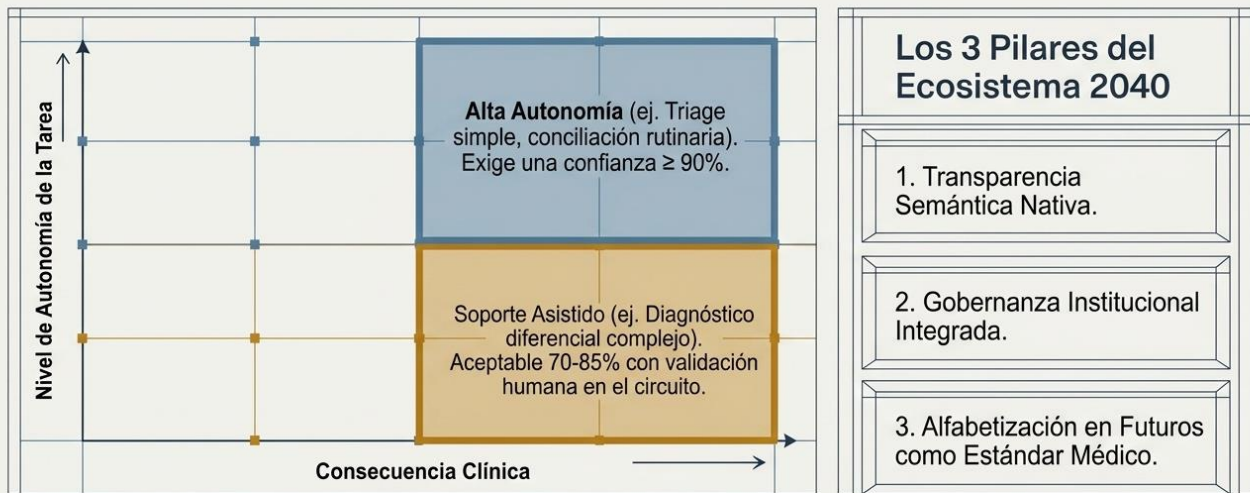 Nivel de Autonomía de la Tarea
Alta Autonomía (ej. Triage
simple, conciliación rutinaria).
Exige una confianza ≥ 90%.
Soporte Asistido (ej. Diagnóstico
diferencial complejo).
Aceptable 70-85% con validación
humana en el circuito.
Consecuencia Clínica
Los 3 Pilares del
Ecosistema 2040
1. Transparencia
Semántica Nativa.
2. Gobernanza Institucional
Integrada.
3. Alfabetización en Futuros
como Estándar Médico.